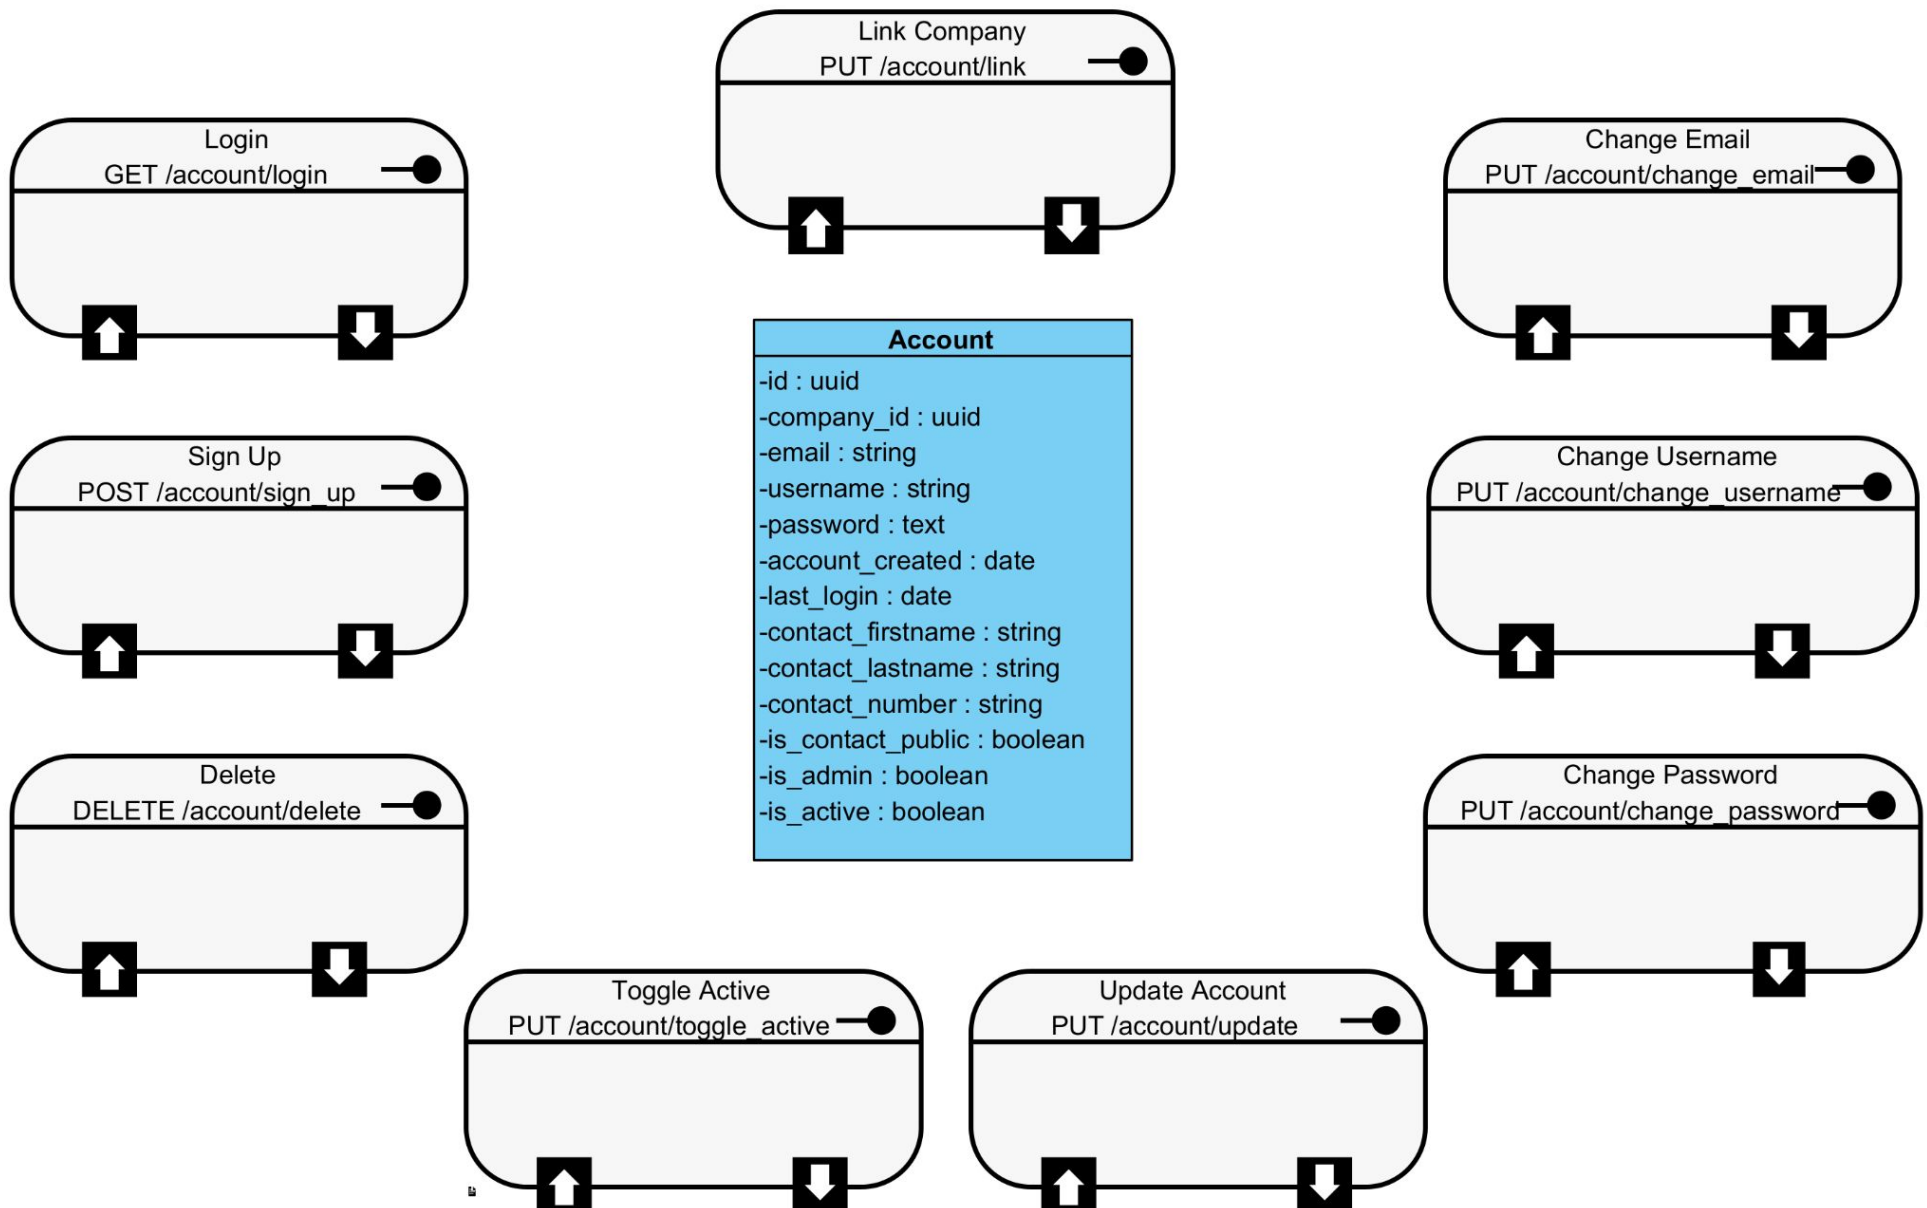 Link Company
PUT /account/link
Login
GET /account/login
Change Email
PUT /account/change_email
Account
-id : uuid
-company_id : uuid
-email : string
-username : string
-password : text
-account_created : date
-last_login : date
-contact_firstname : string
-contact_lastname : string
-contact_number : string
-is_contact_public : boolean
-is_admin : boolean
-is_active : boolean
Sign Up
POST /account/sign_up
Change Username
PUT /account/change_username
Delete
DELETE /account/delete
Change Password
PUT /account/change_password
Toggle Active
PUT /account/toggle_active
Update Account
PUT /account/update